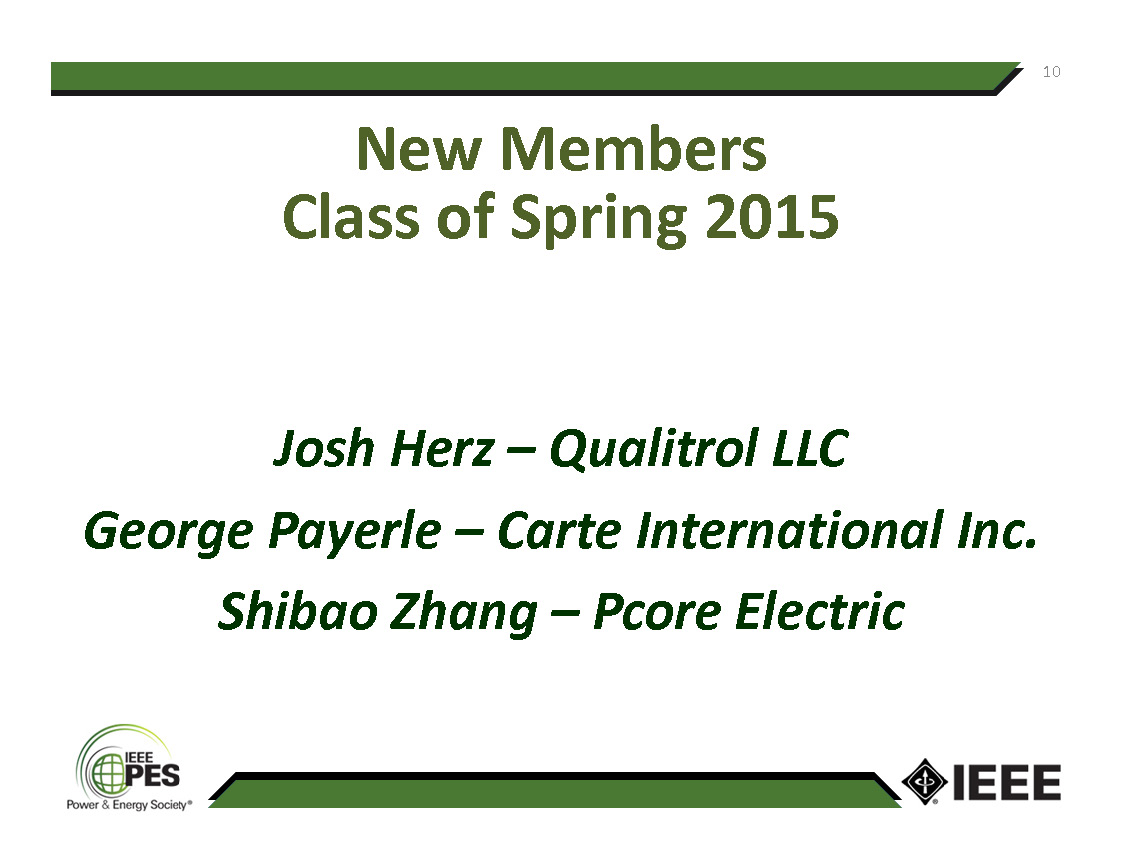 10
New Members
Class of Spring 2015
Josh Herz – Qualitrol LLC
George Payerle – Carte International Inc.
Shibao Zhang – Pcore Electric
IEEE
PES
Power & Energy Society®
IEEE